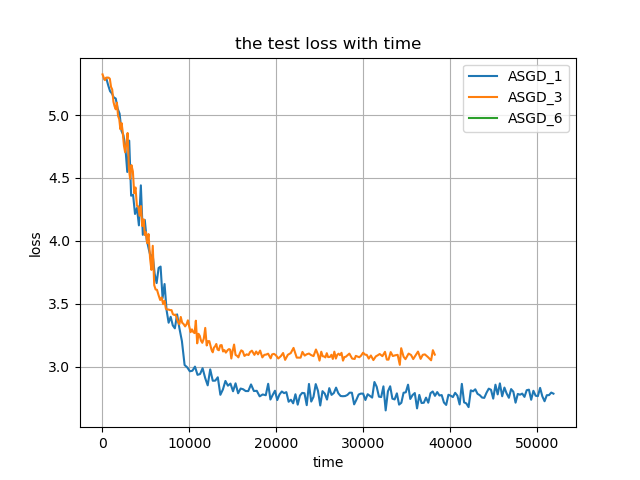 the test loss with time
ASGD_1
ASGD_3
ASGD_6
loss
5.0
4.5
4.0
3.5
3.0
0
10000
20000
30000
40000
50000
time